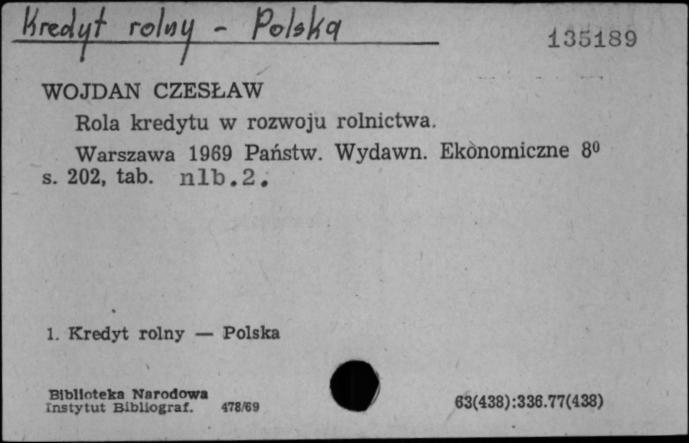 Kredyt rolny - Polska
135189
WOJDAN CZESŁAW
Rola kredytu w rozwoju rolnictwa.
Warszawa 1969 Państw. Wydawn. Ekonomiczne 8⁰
s. 202, tab. nlb.2.
1. Kredyt rolny — Polska
Biblioteka Narodowa
Instytut Bibliograf. 478/69
63(438):336.77(438)